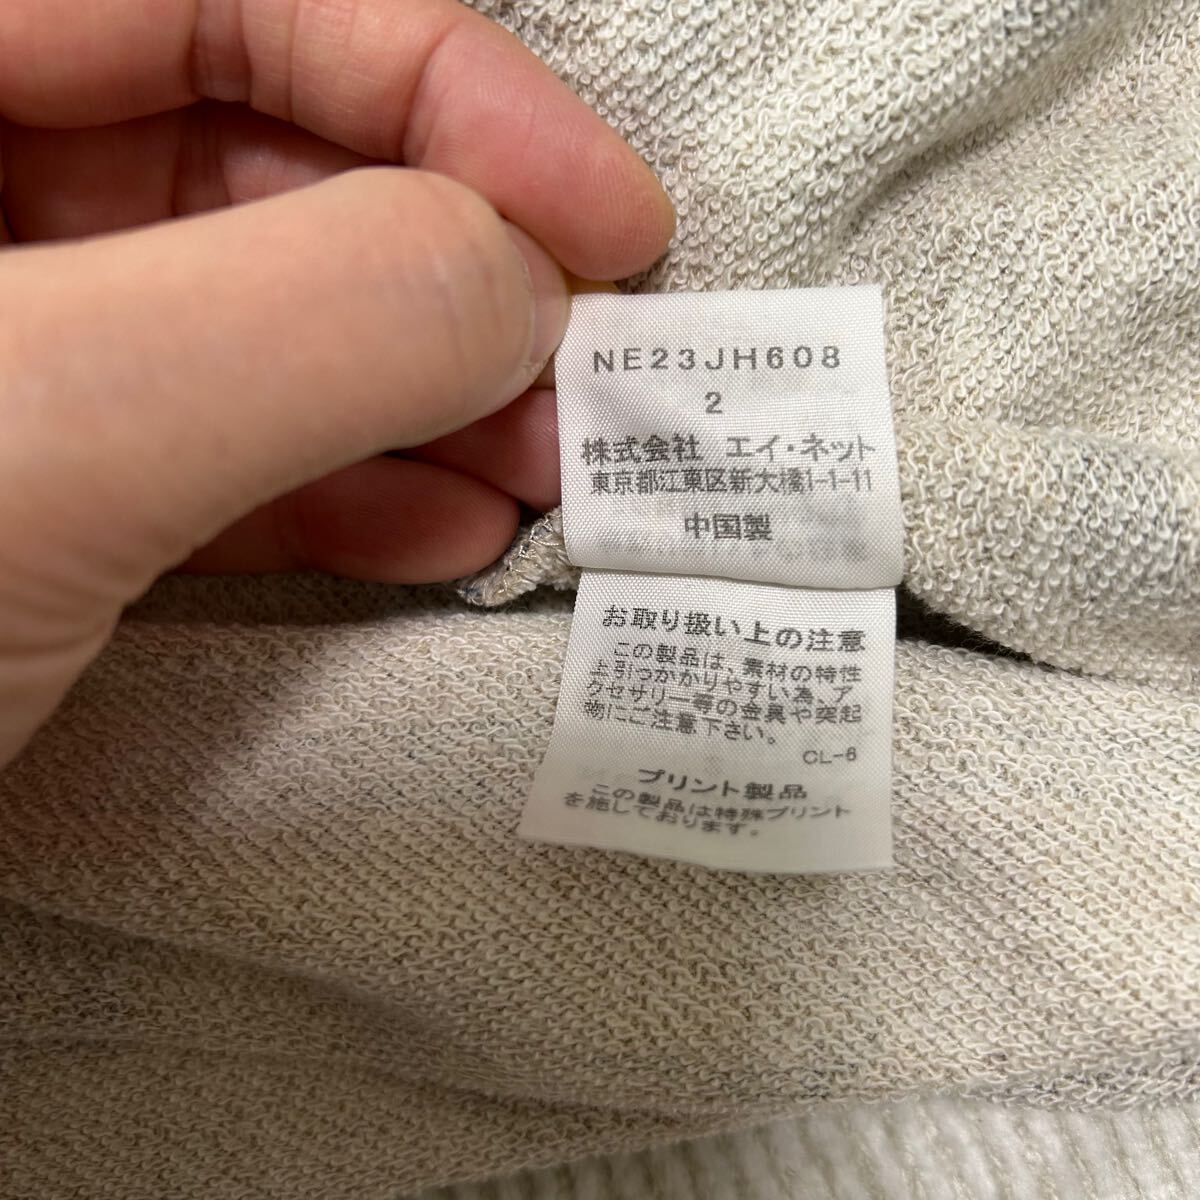 NE23JH608
2
株式会社 エイ・ネット
東京都江東区新大橋1-1-11
中国製
お取り扱い上の注意
この製品は、素材の特性
上引っかかりやすい為、ア
クセサリー等の金具や突起
物にご注意下さい。
CL-6
プリント製品
この製品は特殊プリント
を施しております。